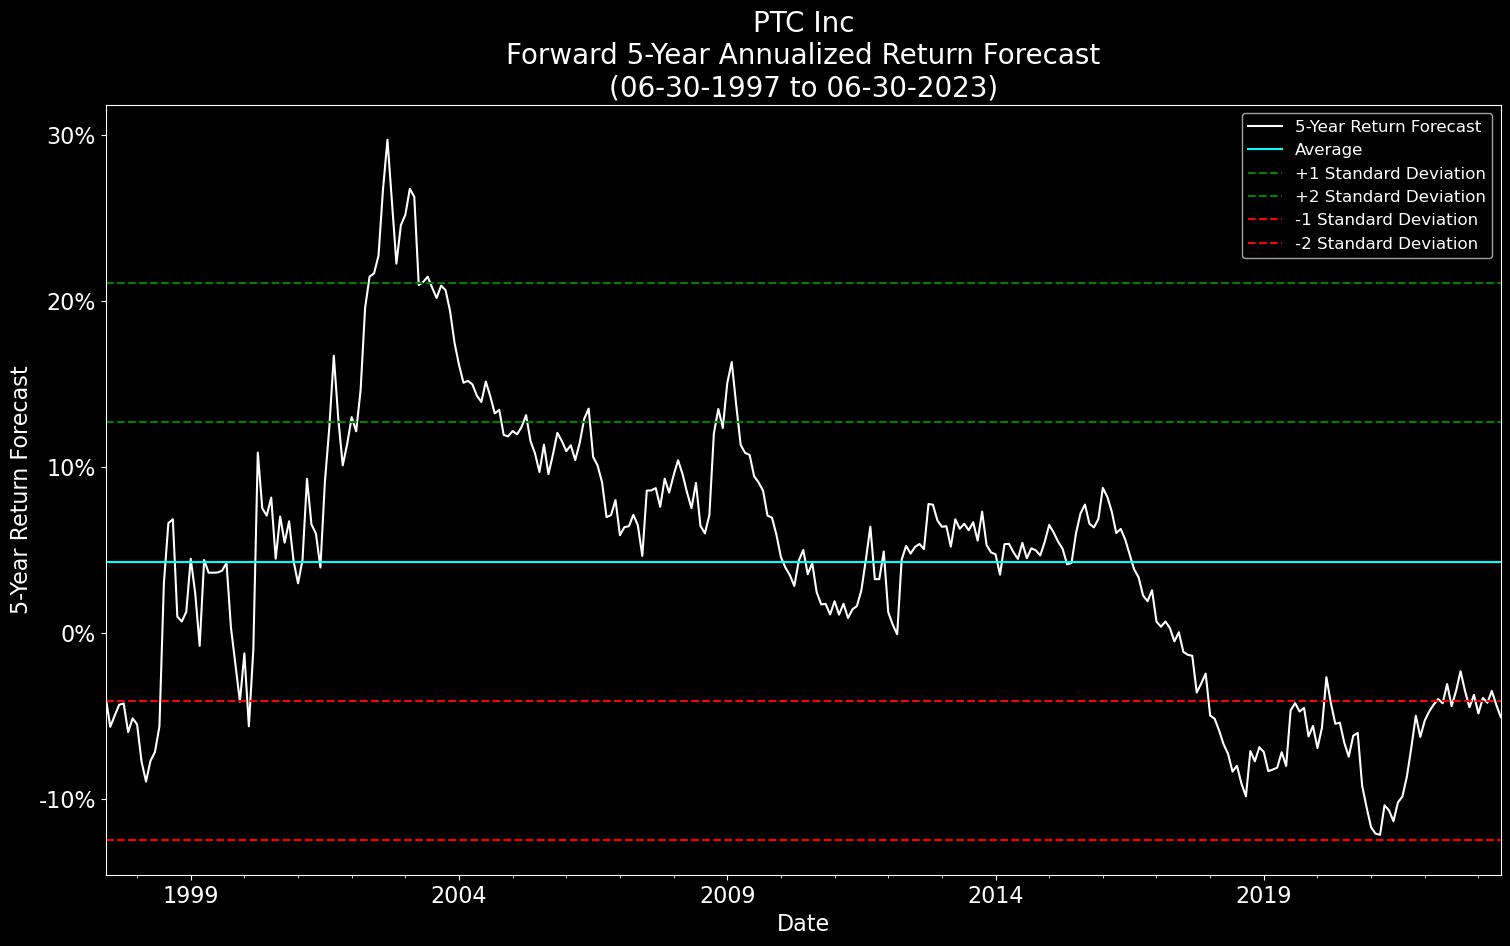 PTC Inc
Forward 5-Year Annualized Return Forecast
(06-30-1997 to 06-30-2023)
5-Year Return Forecast
30%
20%
10%
0%
-10%
5-Year Return Forecast
Average
+1 Standard Deviation
+2 Standard Deviation
-1 Standard Deviation
-2 Standard Deviation
1999
2004
2009
2014
2019
Date